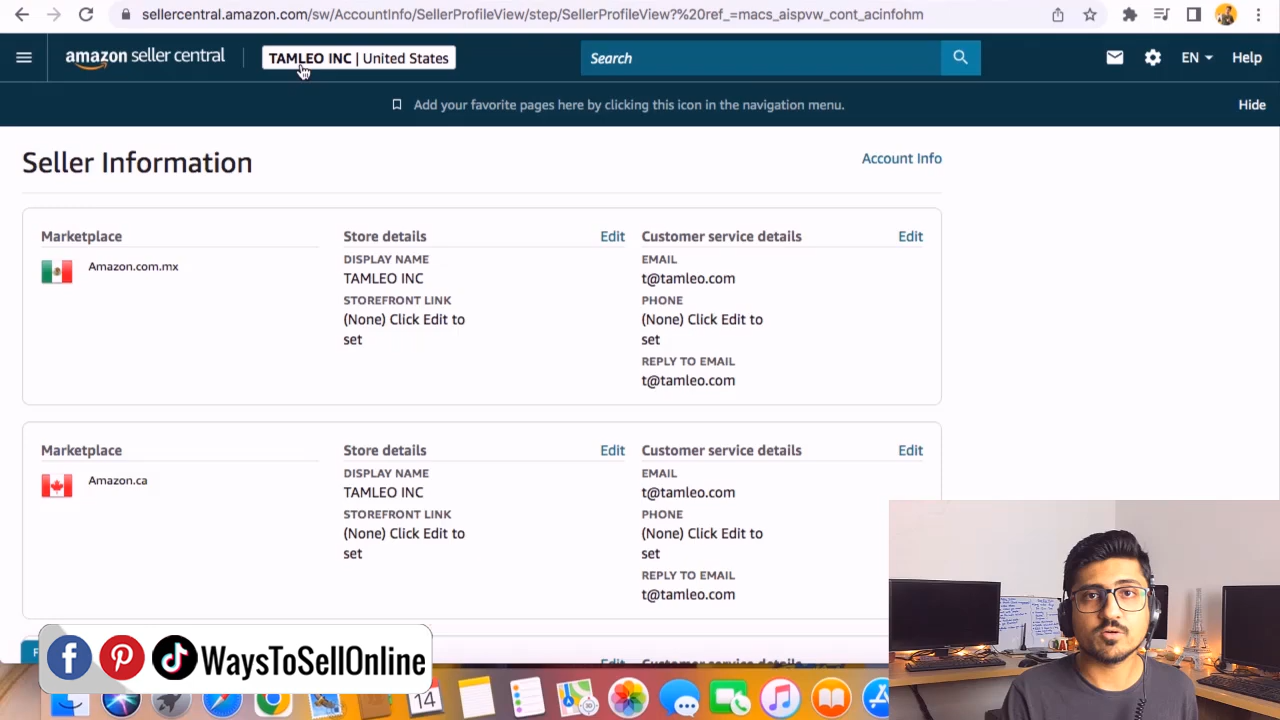 sellercentral.amazon.com/sw/AccountInfo/SellerProfileView/step/SellerProfileView?%20ref_=macs_aispvw_cont_acinfohm
amazon seller central
TAMLEO INC | United States
Search
EN
Help
Add your favorite pages here by clicking this icon in the navigation menu.
Hide
Seller Information
Account Info
Marketplace
Amazon.com.mx
Store details
Edit
DISPLAY NAME
TAMLEO INC
STOREFRONT LINK
(None) Click Edit to
set
Customer service details
Edit
EMAIL
t@tamleo.com
PHONE
(None) Click Edit to
set
REPLY TO EMAIL
t@tamleo.com
Marketplace
Amazon.ca
Store details
Edit
DISPLAY NAME
TAMLEO INC
STOREFRONT LINK
(None) Click Edit to
set
Customer service details
Edit
EMAIL
t@tamleo.com
PHONE
(None) Click Edit to
set
REPLY TO EMAIL
t@tamleo.com
WaysToSellOnline
14